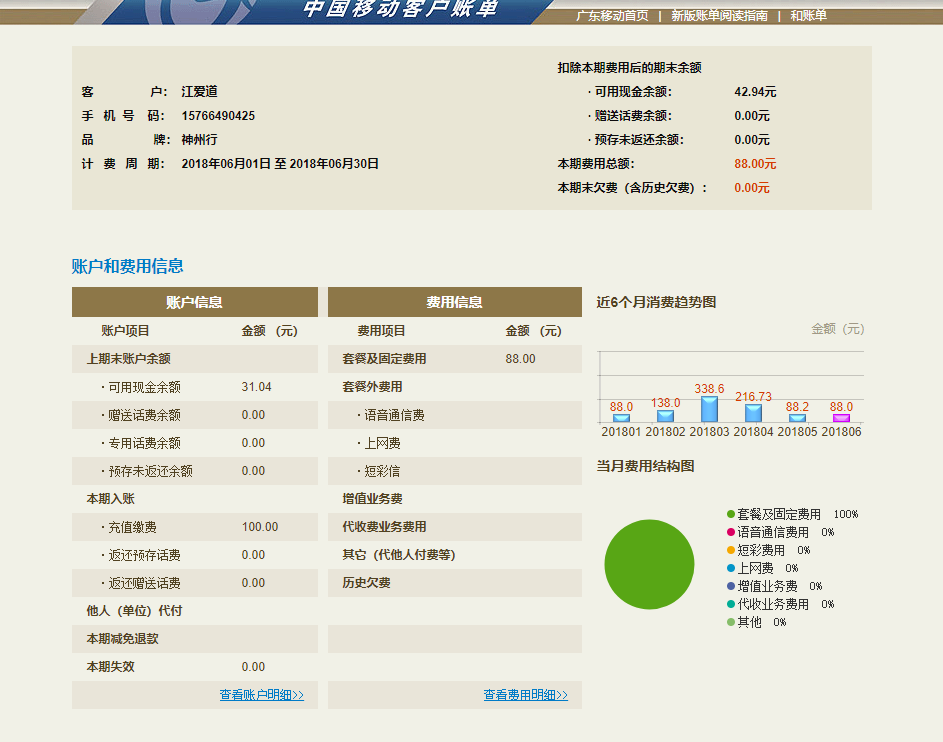 中国移动客户账单
广东移动首页 | 新版账单阅读指南 | 和账单
客 户： 江爱道
手 机 号 码： 15766490425
品 牌： 神州行
计 费 周 期： 2018年06月01日 至 2018年06月30日
扣除本期费用后的期末余额
· 可用现金余额： 42.94元
· 赠送话费余额： 0.00元
· 预存未返还余额： 0.00元
本期费用总额： 88.00元
本期末欠费（含历史欠费）： 0.00元
账户和费用信息
账户信息
账户项目 金额 （元）
上期末账户余额
· 可用现金余额 31.04
· 赠送话费余额 0.00
· 专用话费余额 0.00
· 预存未返还余额 0.00
本期入账
· 充值缴费 100.00
· 返还预存话费 0.00
· 返还赠送话费 0.00
他人（单位）代付
本期减免退款
本期失效 0.00
查看账户明细>>
费用信息
费用项目 金额 （元）
套餐及固定费用 88.00
套餐外费用
· 语音通信费
· 上网费
· 短彩信
增值业务费
代收费业务费用
其它（代他人付费等）
历史欠费
查看费用明细>>
近6个月消费趋势图
金额（元）
88.0 138.0 338.6 216.73 88.2 88.0
201801 201802 201803 201804 201805 201806
当月费用结构图
套餐及固定费用 100%
语音通信费用 0%
短彩费用 0%
上网费 0%
增值业务费 0%
代收业务费用 0%
其他 0%